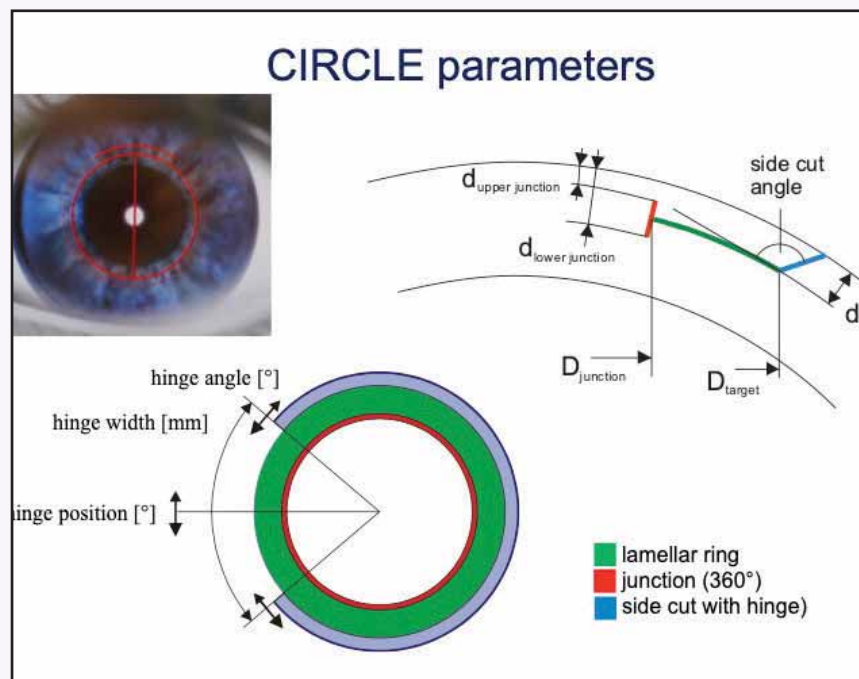 CIRCLE parameters
side cut
angle
d upper junction
d lower junction
d
D junction
D target
hinge angle [°]
hinge width [mm]
hinge position [°]
lamellar ring
junction (360°)
side cut with hinge)